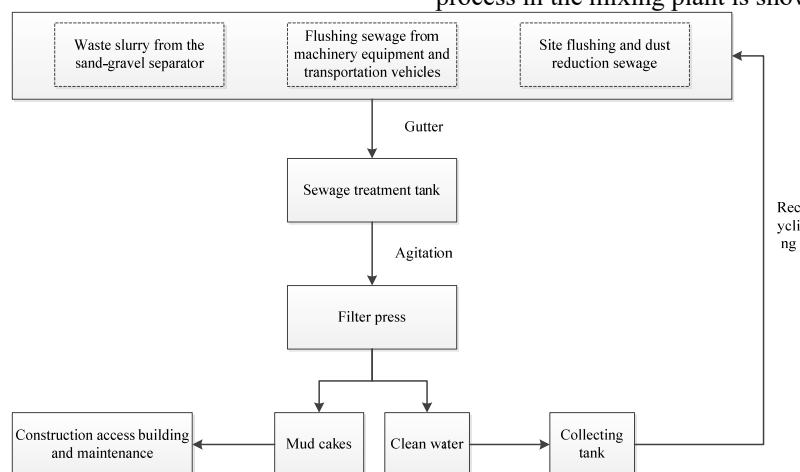 process in the mixing plant is show
Waste slurry from the
sand-gravel separator
Flushing sewage from
machinery equipment and
transportation vehicles
Site flushing and dust
reduction sewage
Gutter
Sewage treatment tank
Agitation
Filter press
Rec
ycli
ng
Construction access building
and maintenance
Mud cakes
Clean water
Collecting
tank